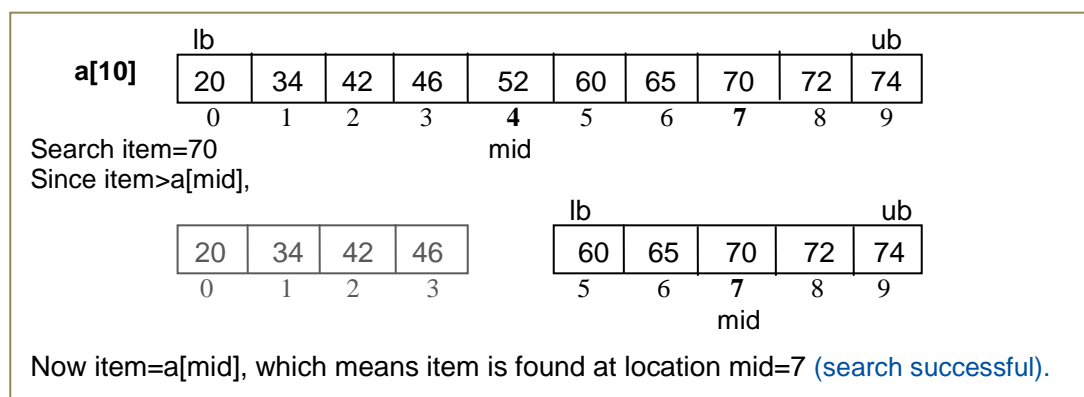 lb ub
a[10] 20 34 42 46 52 60 65 70 72 74
0 1 2 3 4 5 6 7 8 9
Search item=70 mid
Since item>a[mid],
lb ub
20 34 42 46 60 65 70 72 74
0 1 2 3 5 6 7 8 9
mid
Now item=a[mid], which means item is found at location mid=7 (search successful).